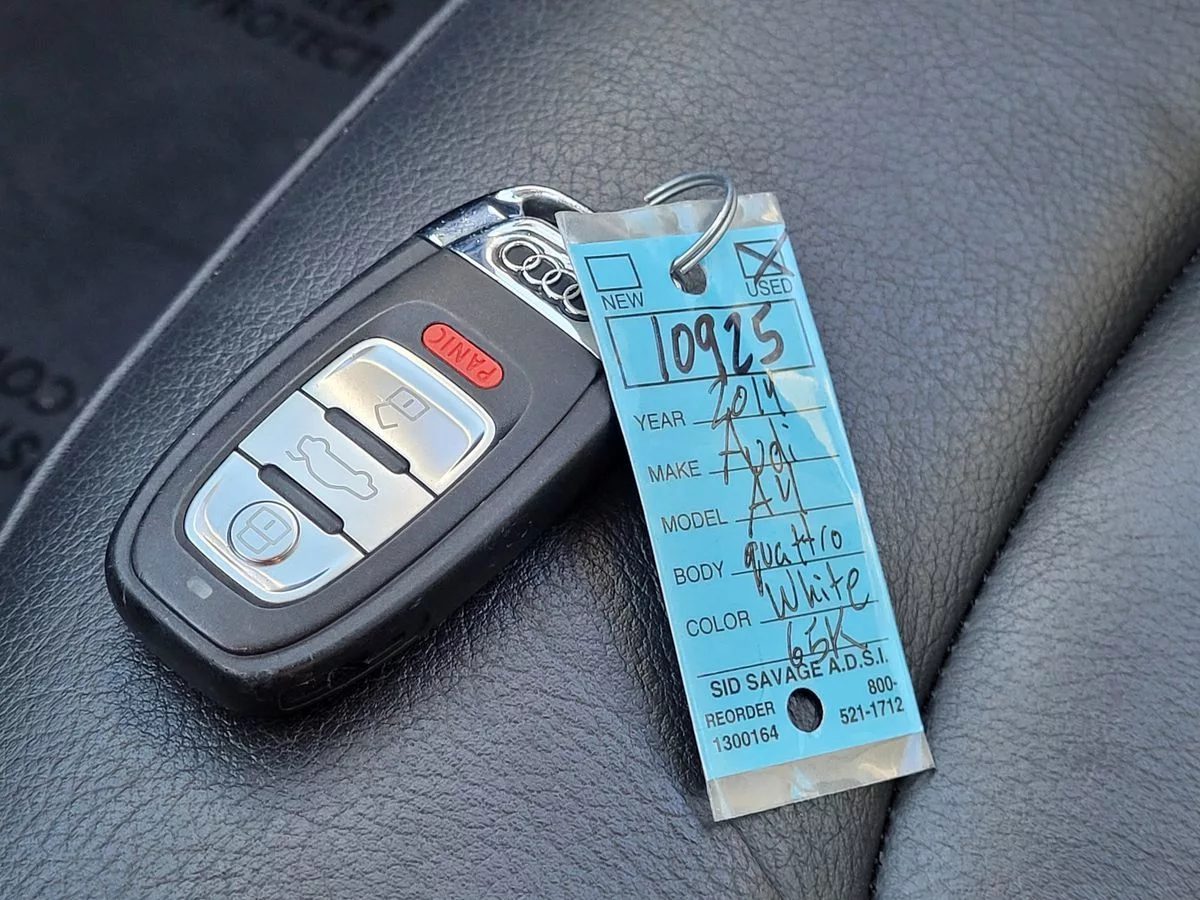 PROTECT
PANIC
NEW
USED
10925
YEAR 2014
MAKE Audi
MODEL A4
BODY quattro
COLOR White
65K
SID SAVAGE A.D.S.I.
REORDER 800-
1300164 521-1712